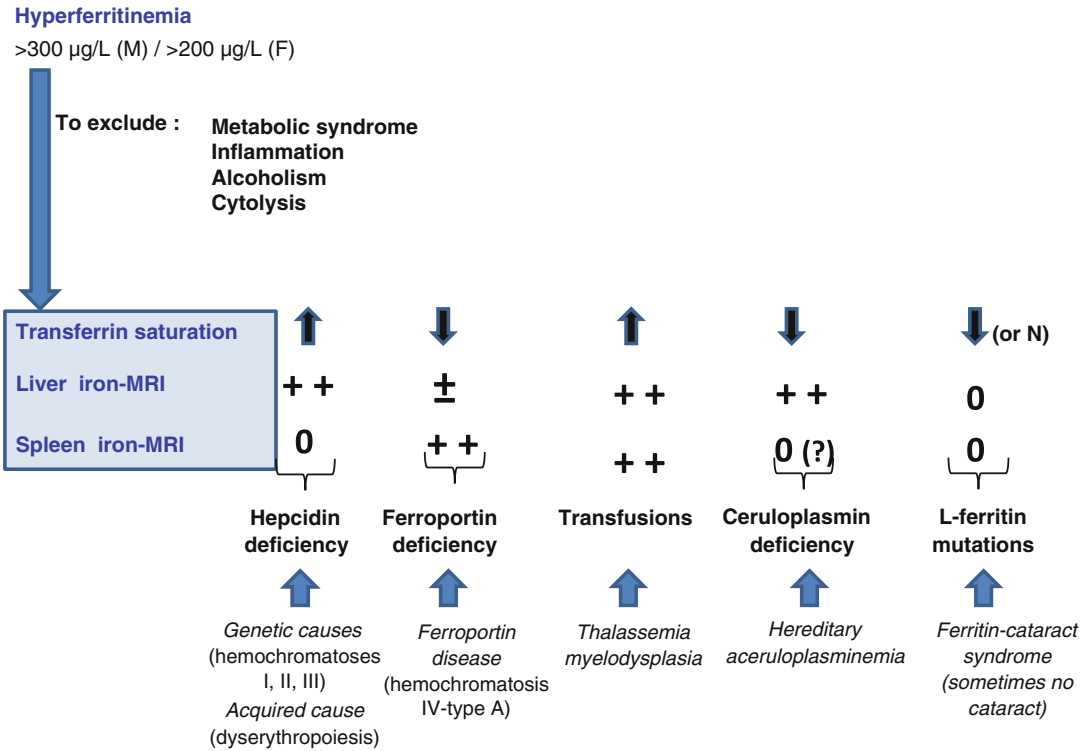 Hyperferritinemia
>300 µg/L (M) / >200 µg/L (F)
To exclude :
Metabolic syndrome
Inflammation
Alcoholism
Cytolysis
Transferrin saturation
(or N)
Liver iron-MRI
+ +
±
+ +
+ +
0
Spleen iron-MRI
0
+ +
+ +
0 (?)
0
Hepcidin
deficiency
Ferroportin
deficiency
Transfusions
Ceruloplasmin
deficiency
L-ferritin
mutations
Genetic causes
(hemochromatoses
I, II, III)
Acquired cause
(dyserythropoiesis)
Ferroportin
disease
(hemochromatosis
IV-type A)
Thalassemia
myelodysplasia
Hereditary
aceruloplasminemia
Ferritin-cataract
syndrome
(sometimes no
cataract)